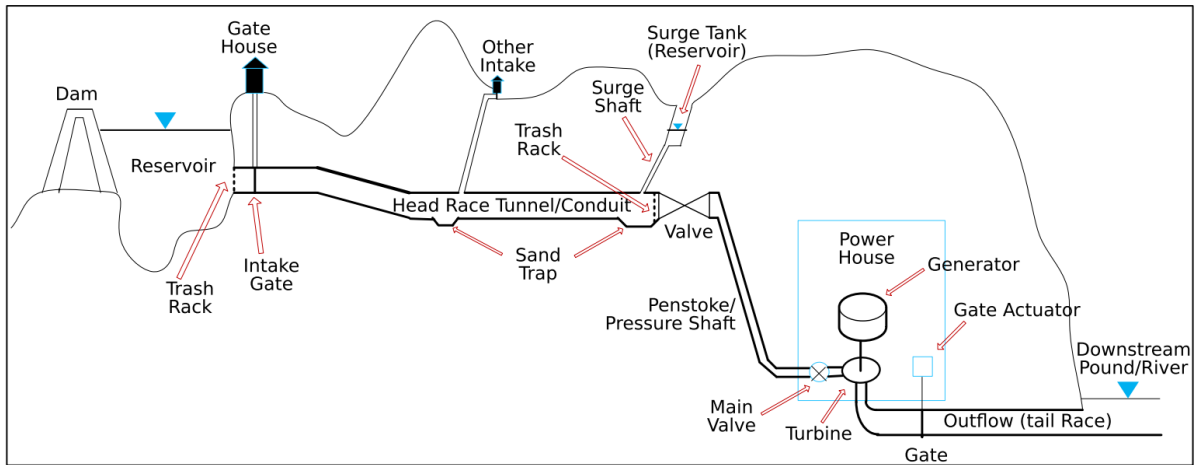 Gate
House
Other
Intake
Surge Tank
(Reservoir)
Dam
Surge
Shaft
Trash
Rack
Reservoir
Head Race Tunnel/Conduit
Valve
Trash
Rack
Intake
Gate
Sand
Trap
Power
House
Generator
Penstoke/
Pressure Shaft
Gate Actuator
Downstream
Pound/River
Main
Valve
Turbine
Outflow (tail Race)
Gate